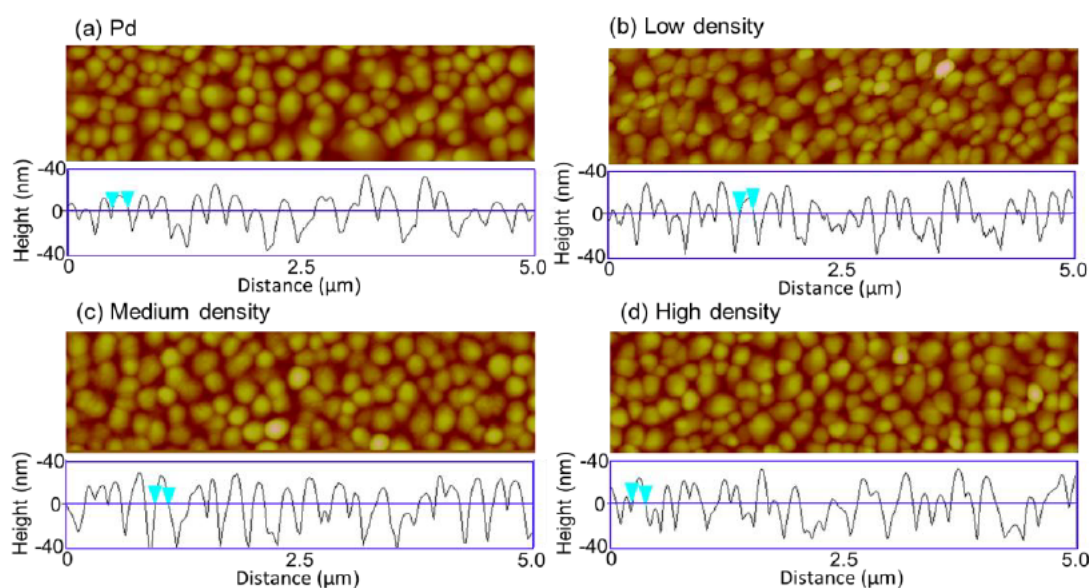 (a) Pd
Height (nm)
-40
0
-40
0
2.5
5.0
Distance (μm)
(b) Low density
Height (nm)
-40
0
-40
0
2.5
5.0
Distance (μm)
(c) Medium density
Height (nm)
-40
0
-40
0
2.5
5.0
Distance (μm)
(d) High density
Height (nm)
-40
0
-40
0
2.5
5.0
Distance (μm)